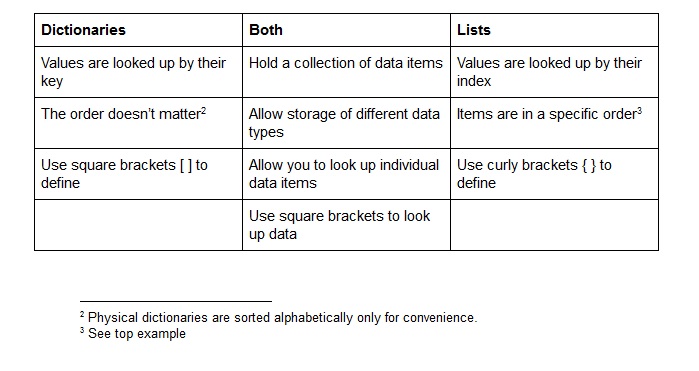 Dictionaries Both Lists
Values are looked up by their Hold a collection of data items Values are looked up by their
key index
The order doesn't matter² Allow storage of different data Items are in a specific order³
types
Use square brackets [ ] to Allow you to look up individual Use curly brackets { } to
define data items define
Use square brackets to look
up data
² Physical dictionaries are sorted alphabetically only for convenience.
³ See top example